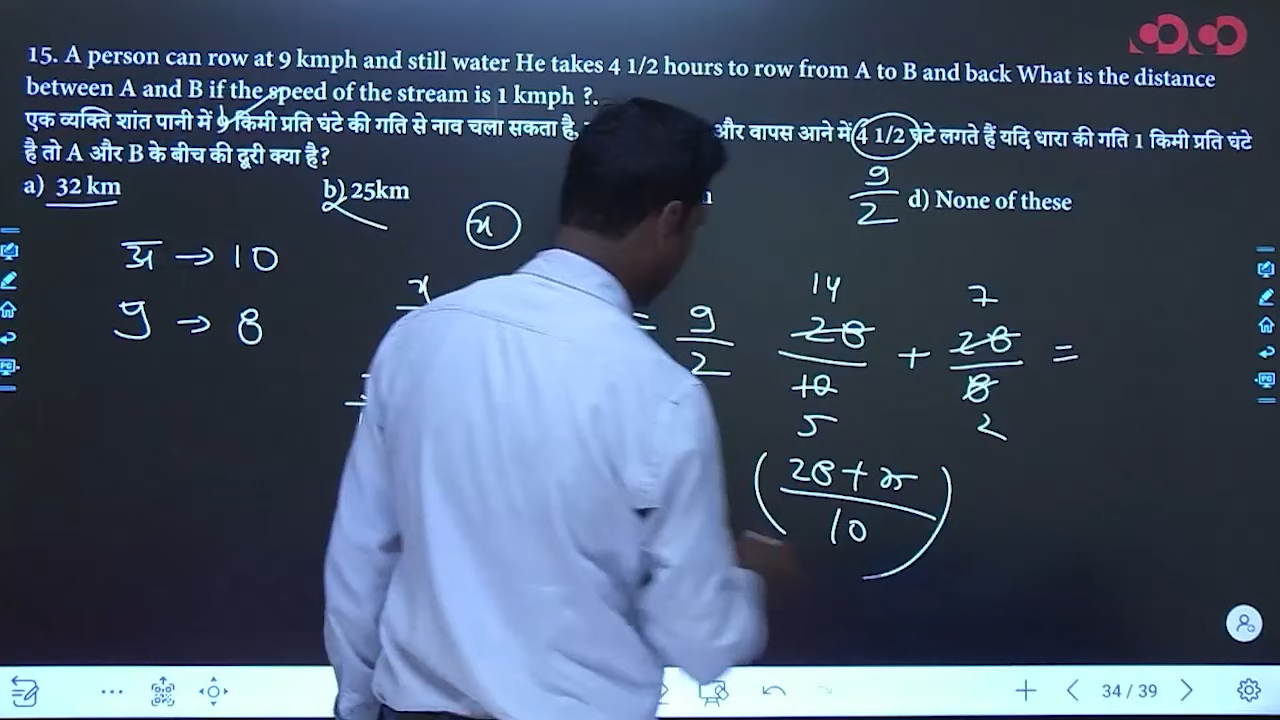 15. A person can row at 9 kmph and still water He takes 4 1/2 hours to row from A to B and back What is the distance
between A and B if the speed of the stream is 1 kmph ?.
एक व्यक्ति शांत पानी में 9 किमी प्रति घंटे की गति से नाव चला सकता है, और वापस आने में 4 1/2 घंटे लगते हैं यदि धारा की गति 1 किमी प्रति घंटे
है तो A और B के बीच की दूरी क्या है?
a) 32 km b) 25km d) None of these
9/2
x
अ → 10
9 → 8
x
= 9/2
14 7
28/10 + 28/8 =
5 2
(28+
10)
34 / 39